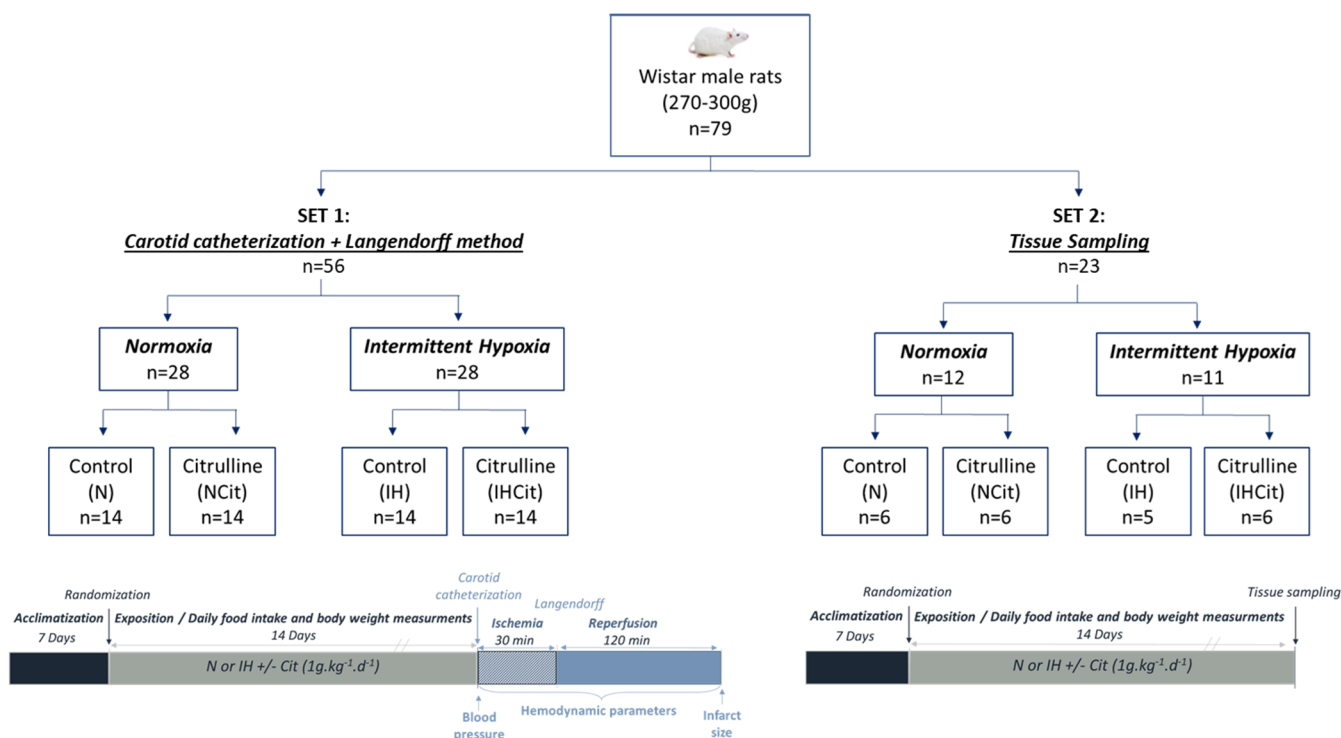 Wistar male rats
(270-300g)
n=79
SET 1:
Carotid catheterization + Langendorff method
n=56
Normoxia
n=28
Intermittent Hypoxia
n=28
Control
(N)
n=14
Citrulline
(NCit)
n=14
Control
(IH)
n=14
Citrulline
(IHCit)
n=14
SET 2:
Tissue Sampling
n=23
Normoxia
n=12
Intermittent Hypoxia
n=11
Control
(N)
n=6
Citrulline
(NCit)
n=6
Control
(IH)
n=5
Citrulline
(IHCit)
n=6
Randomization
Carotid
catheterization
Langendorff
Acclimatization
7 Days
Exposition / Daily food intake and body weight measurments
14 Days
Ischemia
30 min
Reperfusion
120 min
N or IH +/- Cit (1g.kg⁻¹.d⁻¹)
Blood
pressure
Hemodynamic parameters
Infarct
size
Randomization
Tissue sampling
Acclimatization
7 Days
Exposition / Daily food intake and body weight measurments
14 Days
N or IH +/- Cit (1g.kg⁻¹.d⁻¹)